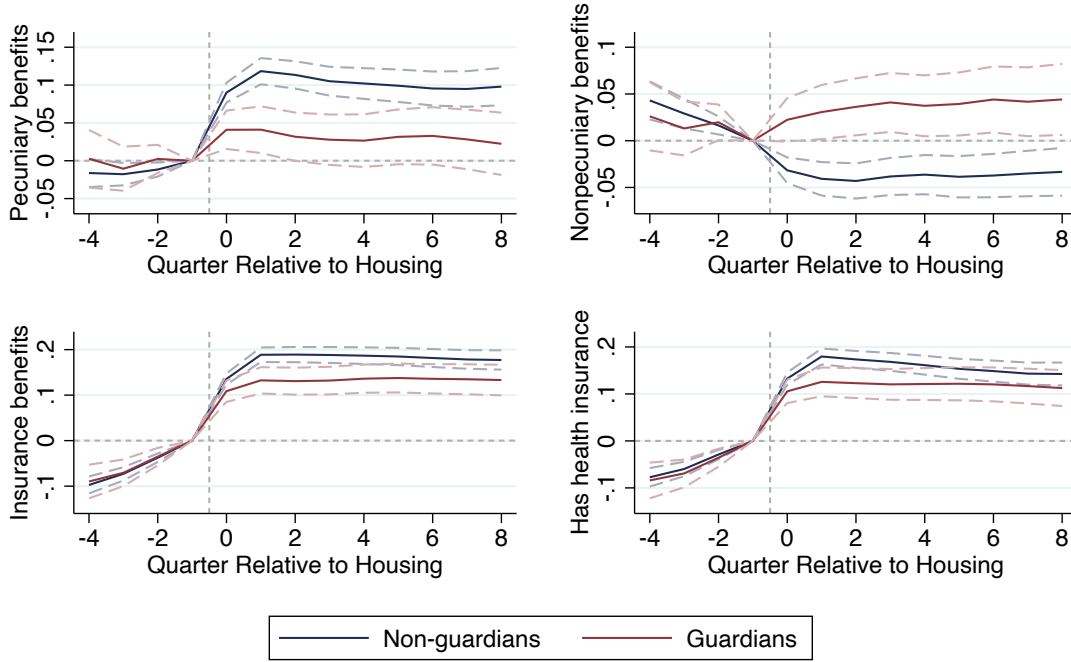 Pecuniary benefits
.15
.1
.05
0
-.05
-4 -2 0 2 4 6 8
Quarter Relative to Housing
Nonpecuniary benefits
.1
.05
0
-.05
-4 -2 0 2 4 6 8
Quarter Relative to Housing
Insurance benefits
.2
.1
0
-.1
-4 -2 0 2 4 6 8
Quarter Relative to Housing
Has health insurance
.2
.1
0
-.1
-4 -2 0 2 4 6 8
Quarter Relative to Housing
Non-guardians Guardians